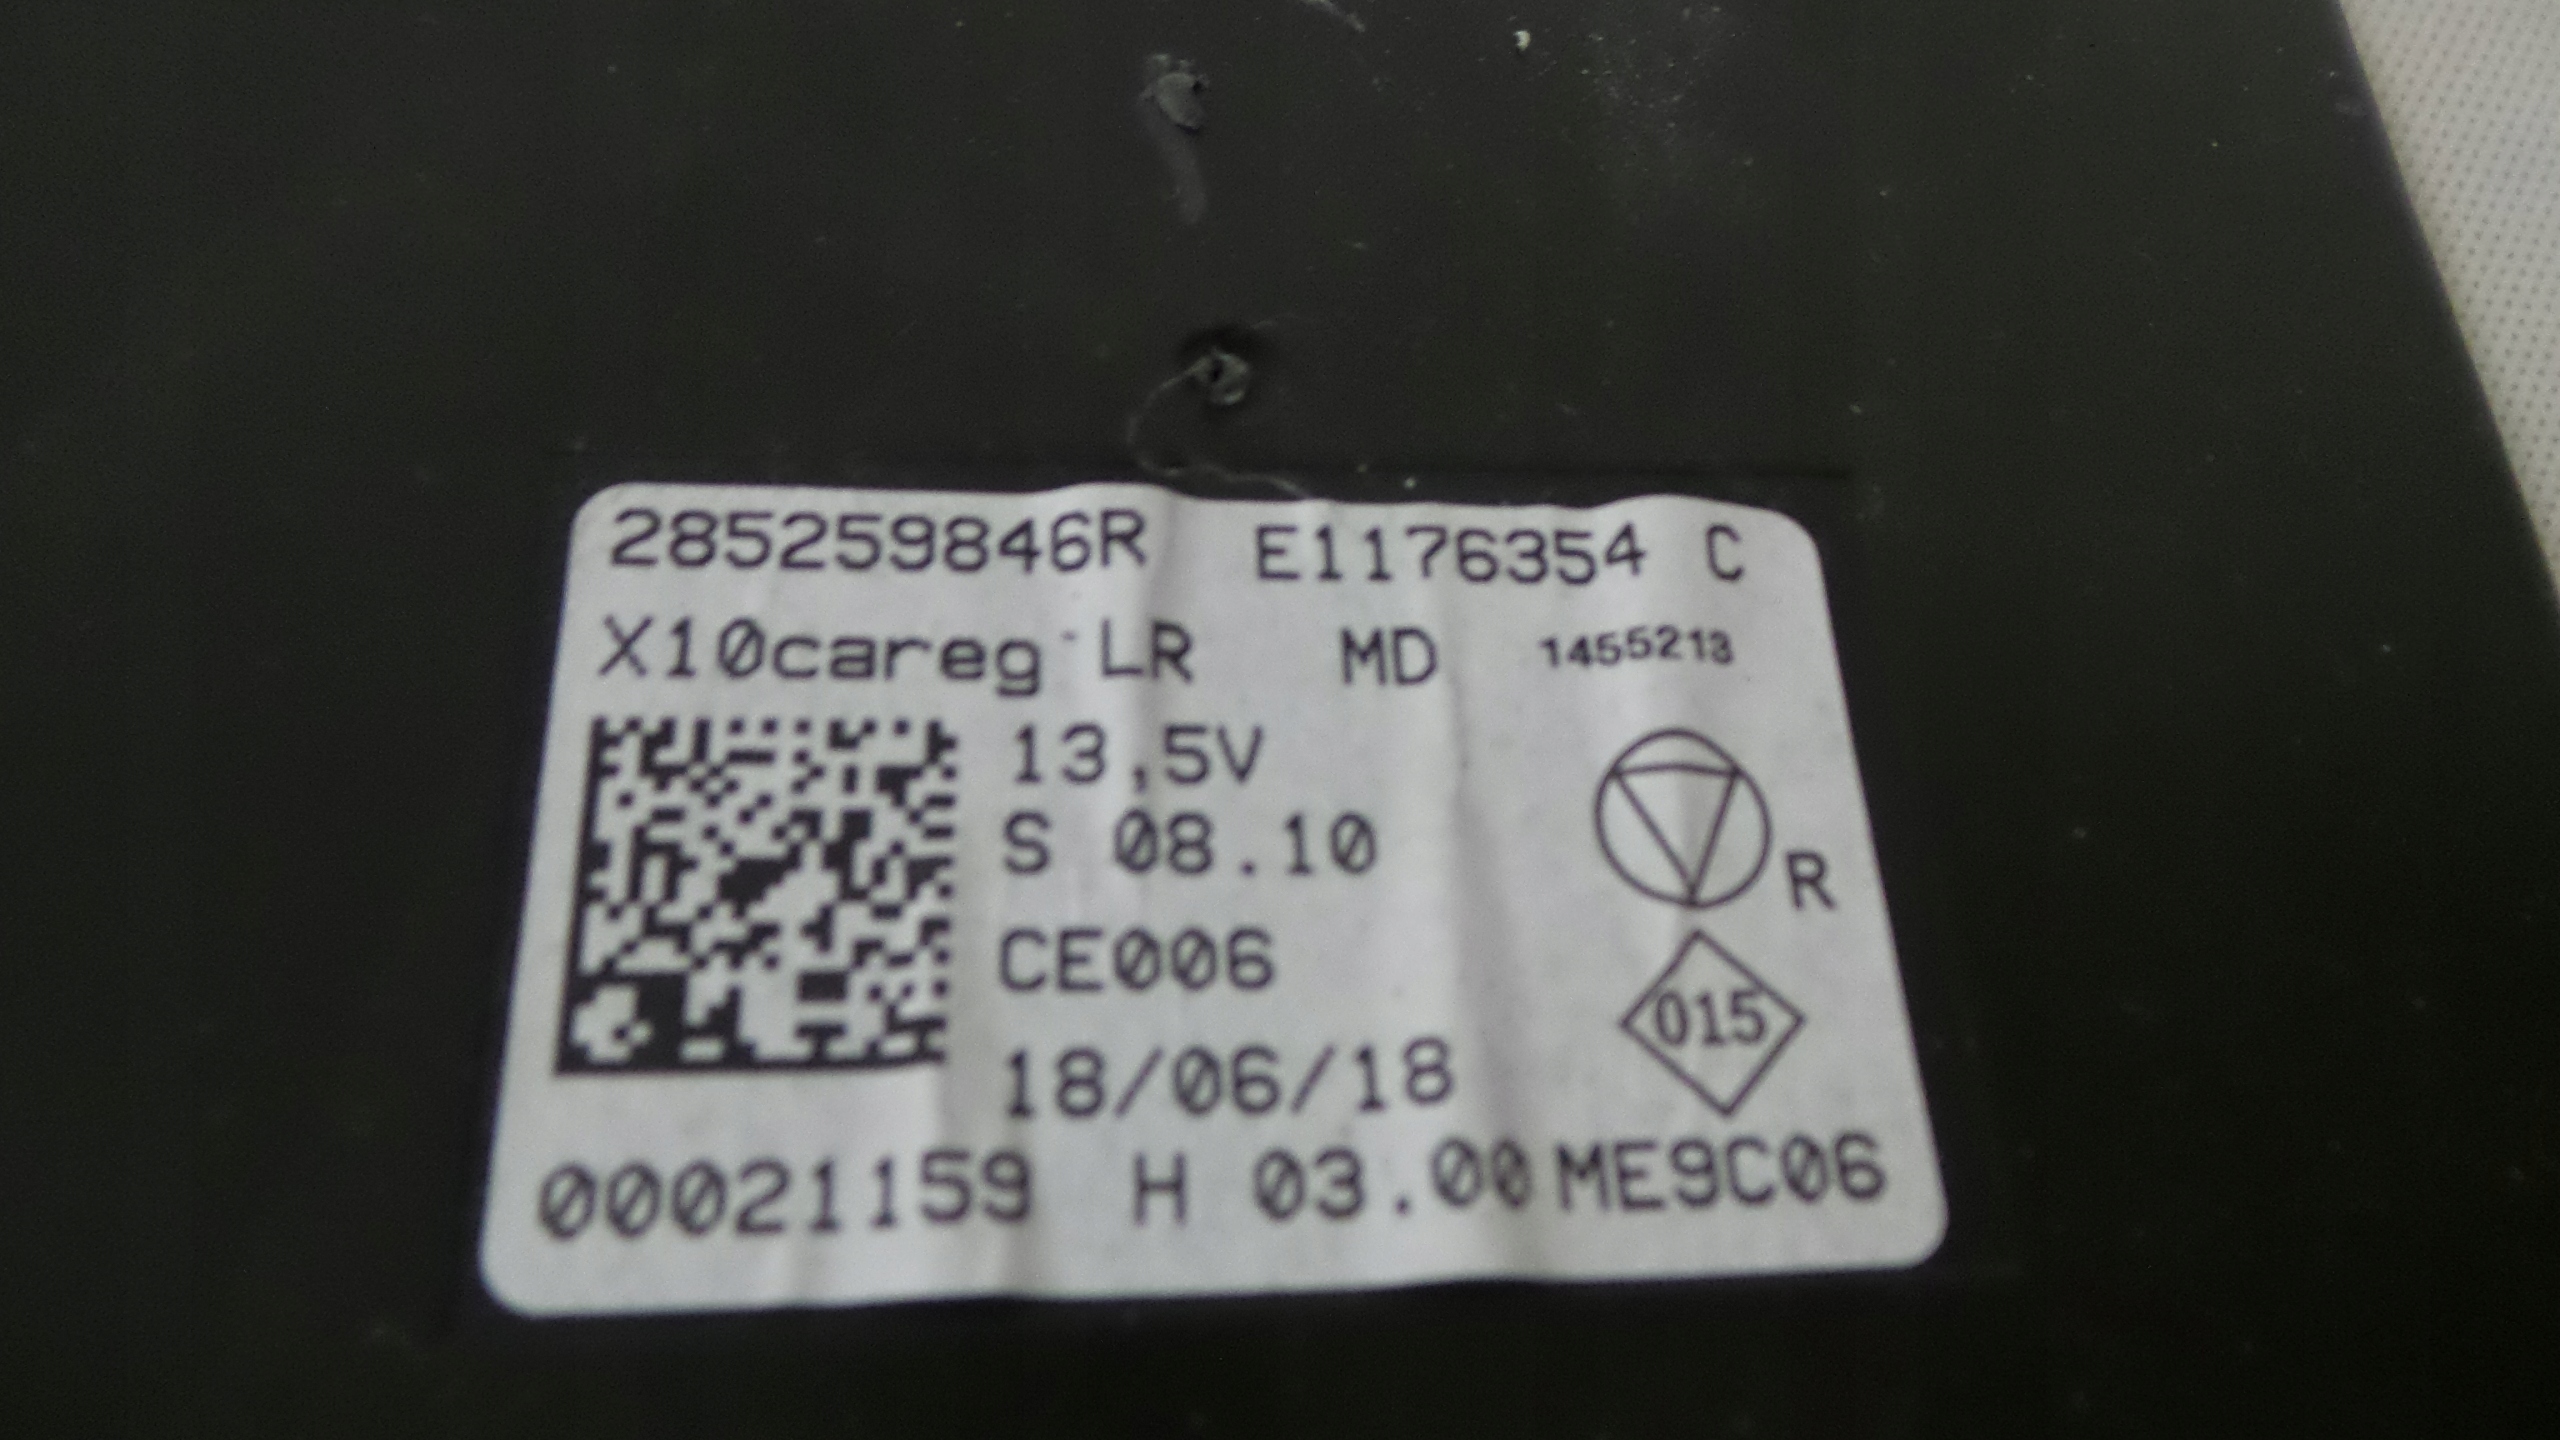 285259846R E1176354 C
X10careg LR MD 1455213
13,5V
S 08.10
R
CE006
015
18/06/18
00021159 H 03.00 ME9C06